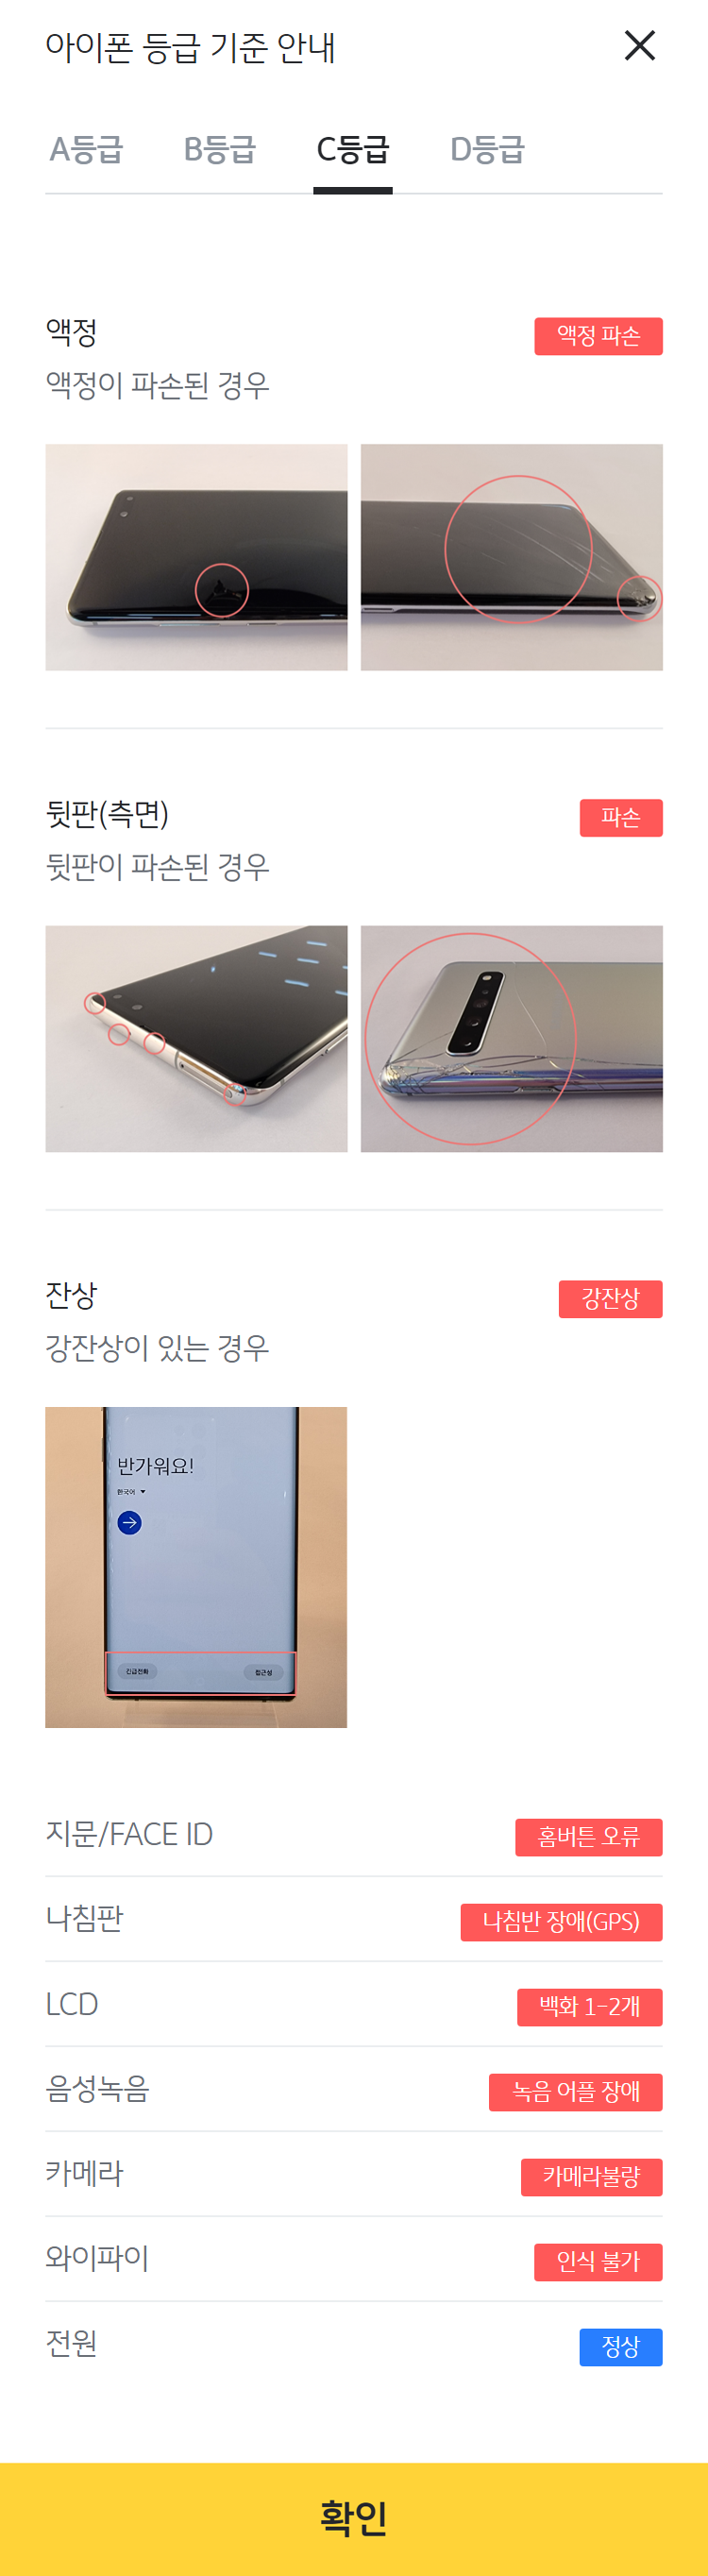 아이폰 등급 기준 안내
A등급 B등급 C등급 D등급
액정 액정 파손
액정이 파손된 경우
뒷판(측면) 파손
뒷판이 파손된 경우
잔상 강잔상
강잔상이 있는 경우
반가워요!
한국어
긴급전화 접근성
지문/FACE ID 홈버튼 오류
나침판 나침반 장애(GPS)
LCD 백화 1-2개
음성녹음 녹음 어플 장애
카메라 카메라불량
와이파이 인식 불가
전원 정상
확인